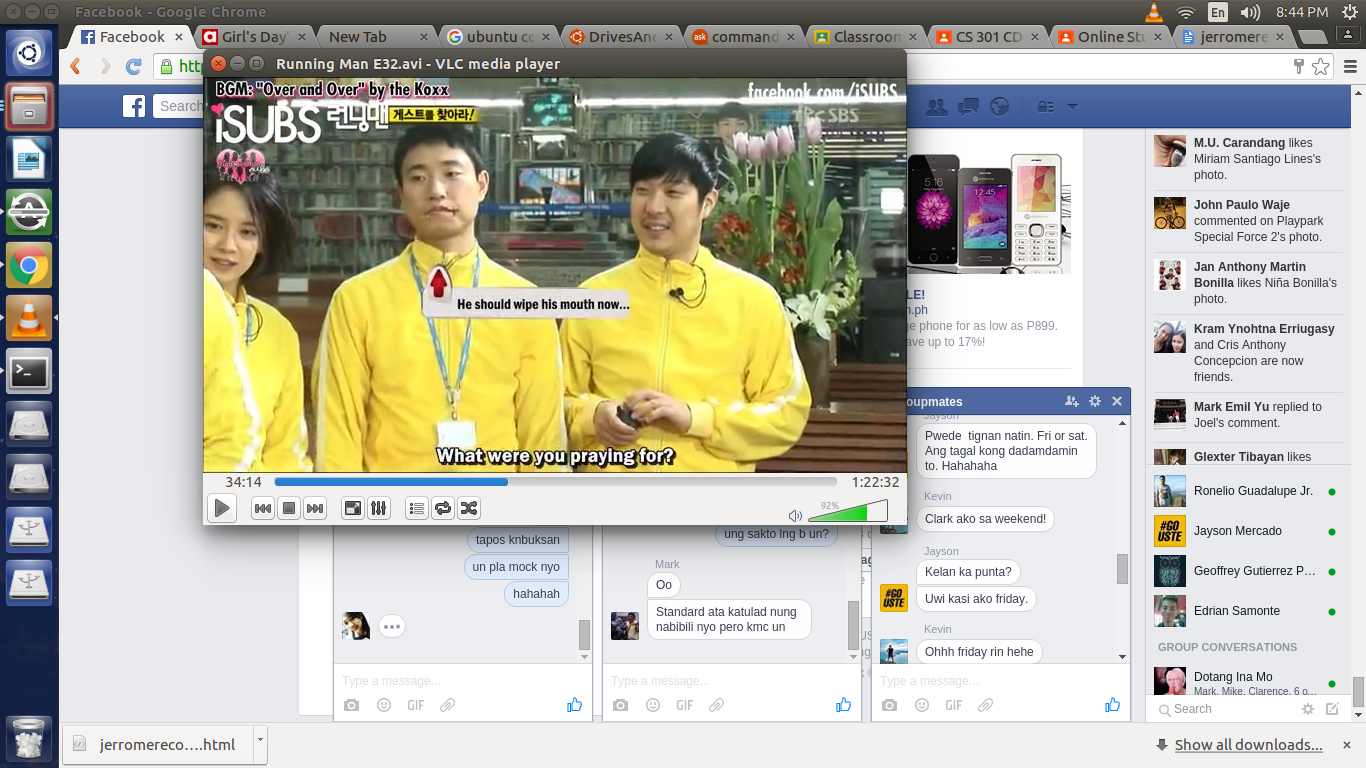 Facebook - Google Chrome
En
8:44 PM
Facebook
Girl's Day'
New Tab
ubuntu co
DrivesAnd
ask
command
Classroom
CS 301 CD
Online Stu
jerromere
Running Man E32.avi - VLC media player
BGM: "Over and Over" by the Koxx
facebook.com/iSUBS
iSUBS 런닝맨 게스트를 찾아라!
SBS
He should wipe his mouth now...
What were you praying for?
34:14
1:22:32
92%
Search
5:16
12:45
LE!
n.ph
ge phone for as low as P899.
ave up to 17%!
M.U. Carandang likes
Miriam Santiago Lines's
photo.
John Paulo Waje
commented on Playpark
Special Force 2's photo.
Jan Anthony Martin
Bonilla likes Niña Bonilla's
photo.
Kram Ynohtna Erriugasy
and Cris Anthony
Concepcion are now
friends.
Mark Emil Yu replied to
Joel's comment.
Glexter Tibayan likes
Ronelio Guadalupe Jr.
#GO
USTE
Jayson Mercado
Geoffrey Gutierrez P...
Edrian Samonte
GROUP CONVERSATIONS
Dotang Ina Mo
Mark, Mike, Clarence, 6 o...
Search
tapos knbuksan
un pla mock nyo
hahahah
Type a message...
GIF
ung sakto lng b un?
Mark
Oo
Standard ata katulad nung
nabibili nyo pero kmc un
Type a message...
GIF
oupmates
Jayson
Pwede tignan natin. Fri or sat.
Ang tagal kong dadamdamin
to. Hahahaha
Kevin
Clark ako sa weekend!
Jayson
Kelan ka punta?
#GO
USTE
Uwi kasi ako friday.
Kevin
Ohhh friday rin hehe
Type a message...
GIF
jerromereco....html
Show all downloads...